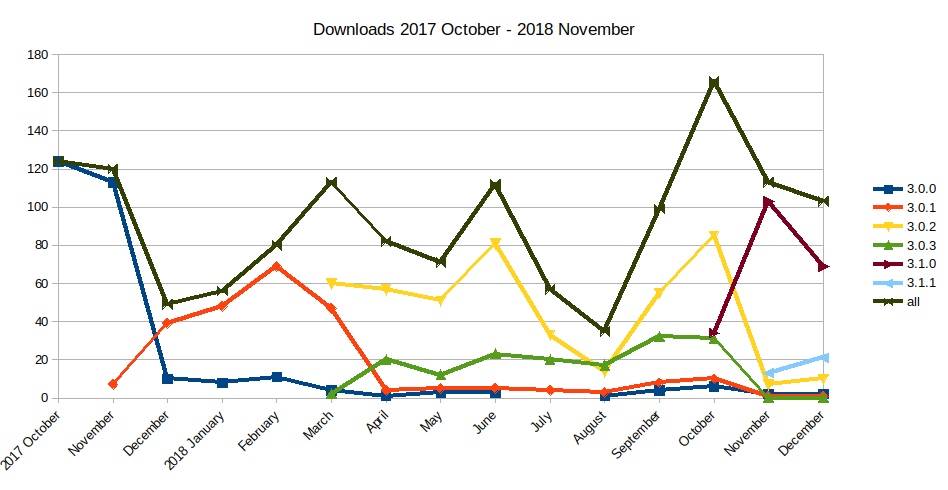 Downloads 2017 October - 2018 November
180
160
140
120
100
80
60
40
20
0
2017 October
November
December
2018 January
February
March
April
May
June
July
August
September
October
November
December
3.0.0
3.0.1
3.0.2
3.0.3
3.1.0
3.1.1
all